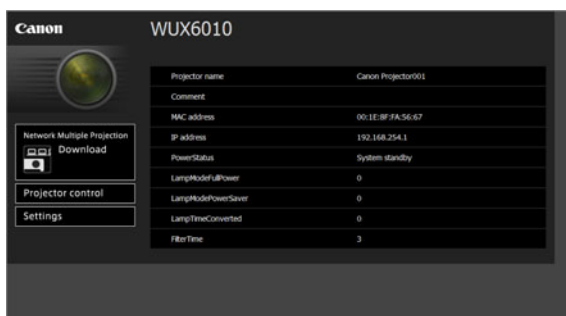 Canon
WUX6010
Projector name Canon Projector001
Comment
MAC address 00:1E:8F:FA:56:67
IP address 192.168.254.1
PowerStatus System standby
LampModeFullPower 0
LampModePowerSaver 0
LampTimeConverted 0
FilterTime 3
Network Multiple Projection
Download
Projector control
Settings